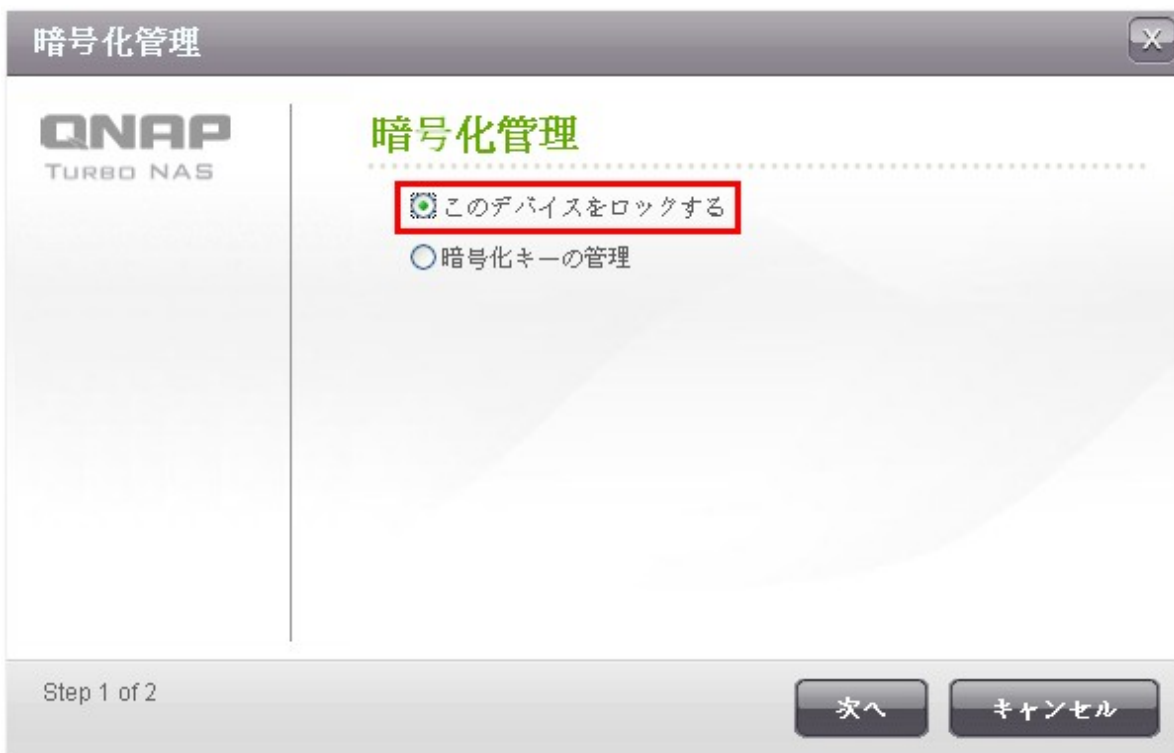 暗号化管理
X
QNAP
TURBO NAS
暗号化管理
このデバイスをロックする
暗号化キーの管理
Step 1 of 2
次へ
キャンセル